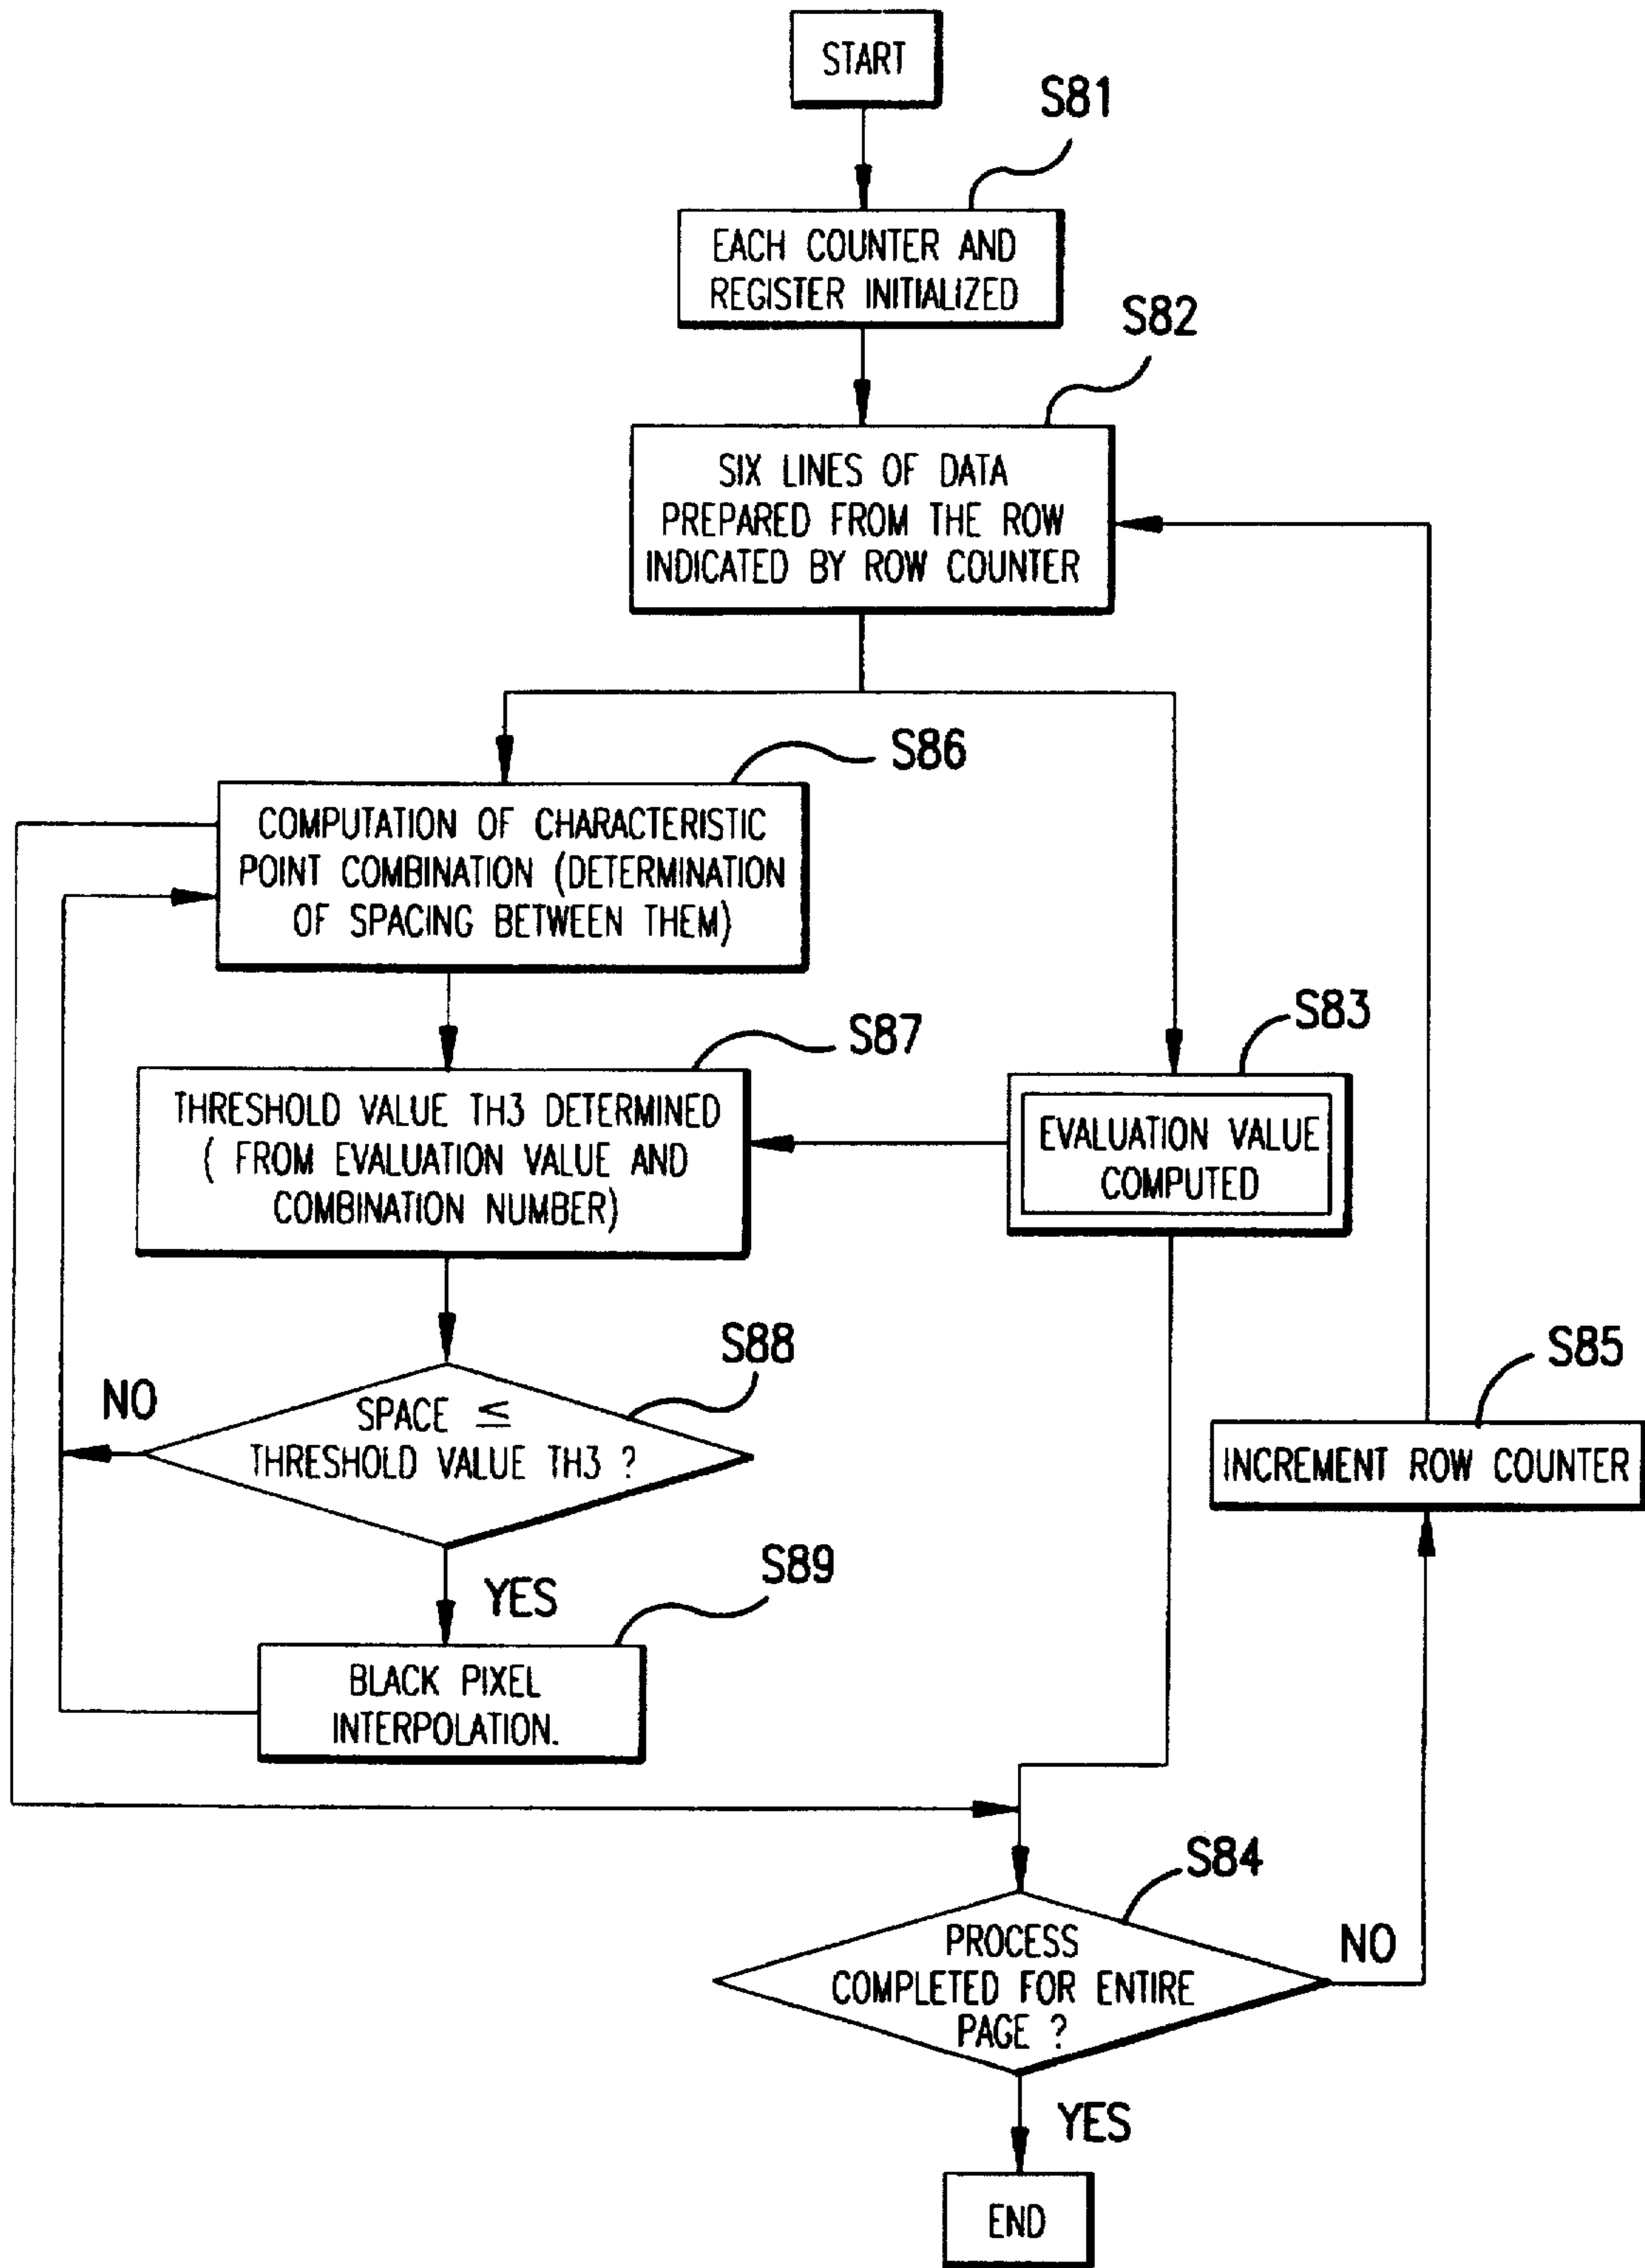 START
S81
EACH COUNTER AND
REGISTER INITIALIZED
S82
SIX LINES OF DATA
PREPARED FROM THE ROW
INDICATED BY ROW COUNTER
S86
COMPUTATION OF CHARACTERISTIC
POINT COMBINATION (DETERMINATION
OF SPACING BETWEEN THEM)
S87
THRESHOLD VALUE TH3 DETERMINED
( FROM EVALUATION VALUE AND
COMBINATION NUMBER)
S83
EVALUATION VALUE
COMPUTED
S88
NO
SPACE ≤
THRESHOLD VALUE TH3 ?
YES
S85
INCREMENT ROW COUNTER
S89
BLACK PIXEL
INTERPOLATION.
S84
PROCESS
COMPLETED FOR ENTIRE
PAGE ?
NO
YES
END